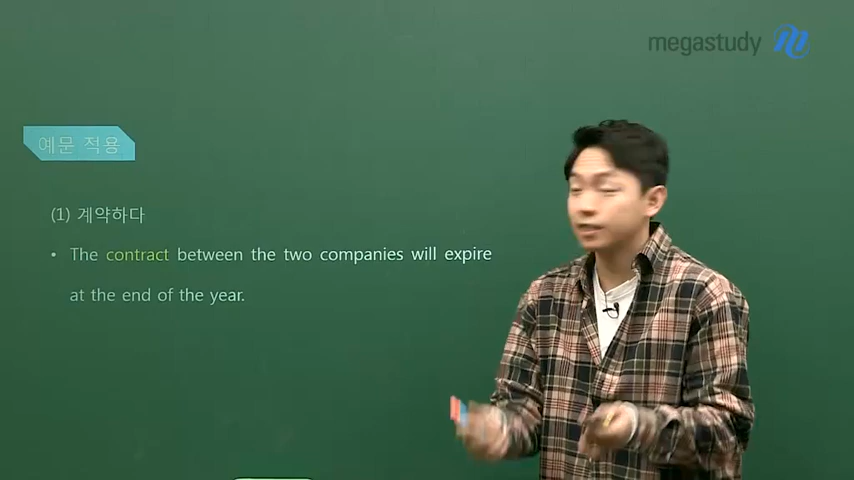 megastudy
예문 적용
(1) 계약하다
• The contract between the two companies will expire
at the end of the year.